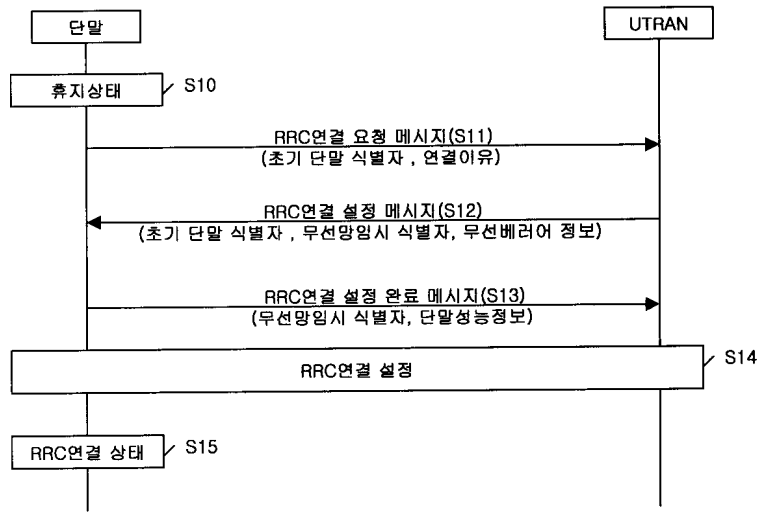 단말
UTRAN
휴지상태
S10
RRC연결 요청 메시지(S11)
(초기 단말 식별자 , 연결이유)
RRC연결 설정 메시지(S12)
(초기 단말 식별자 , 무선망임시 식별자, 무선베러어 정보)
RRC연결 설정 완료 메시지(S13)
(무선망임시 식별자, 단말성능정보)
RRC연결 설정
S14
RRC연결 상태
S15